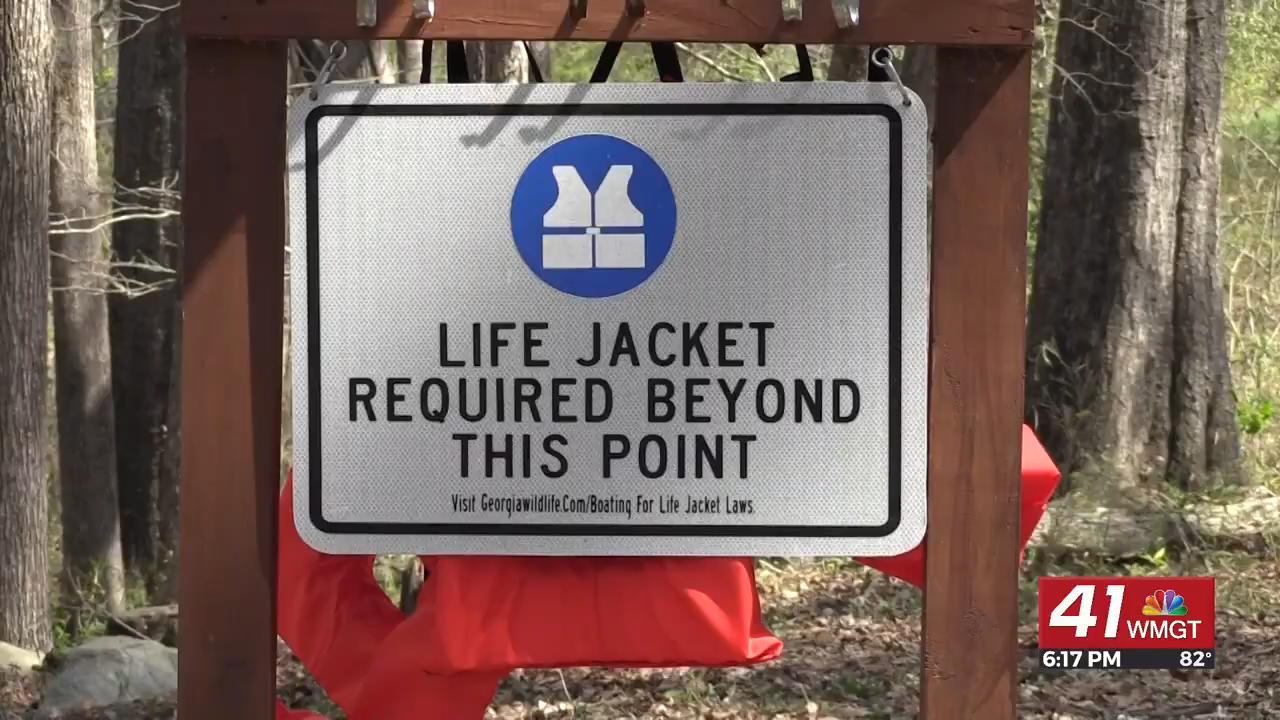 LIFE JACKET
REQUIRED BEYOND
THIS POINT
Visit Georgiawildlife.Com/Boating For Life Jacket Laws.
41
WMGT
6:17 PM 82°